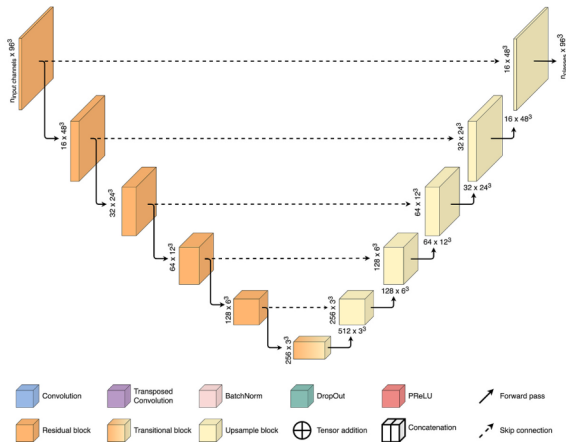 n_input channels x 96³
16 x 48³
n_classes x 96³
16 x 48³
32 x 24³
16 x 48³
32 x 24³
64 x 12³
32 x 24³
64 x 12³
128 x 6³
64 x 12³
128 x 6³
256 x 3³
128 x 6³
512 x 3³
256 x 3³
Convolution
Transposed
Convolution
BatchNorm
DropOut
PReLU
Forward pass
Residual block
Transitional block
Upsample block
Tensor addition
Concatenation
Skip connection